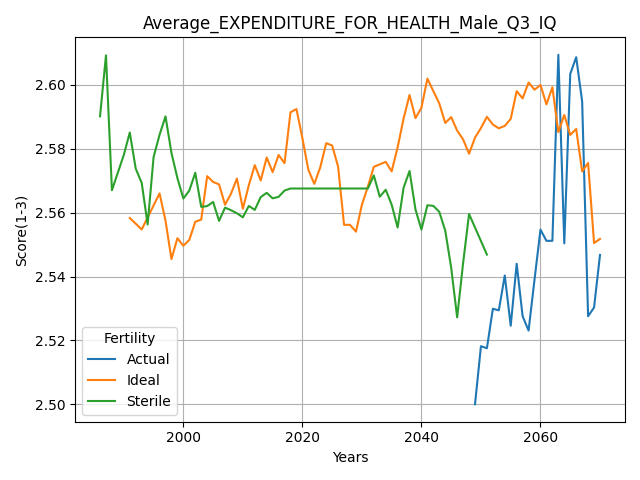 Average_EXPENDITURE_FOR_HEALTH_Male_Q3_IQ
Score(1-3)
2.60
2.58
2.56
2.54
2.52
2.50
Fertility
Actual
Ideal
Sterile
2000
2020
2040
2060
Years